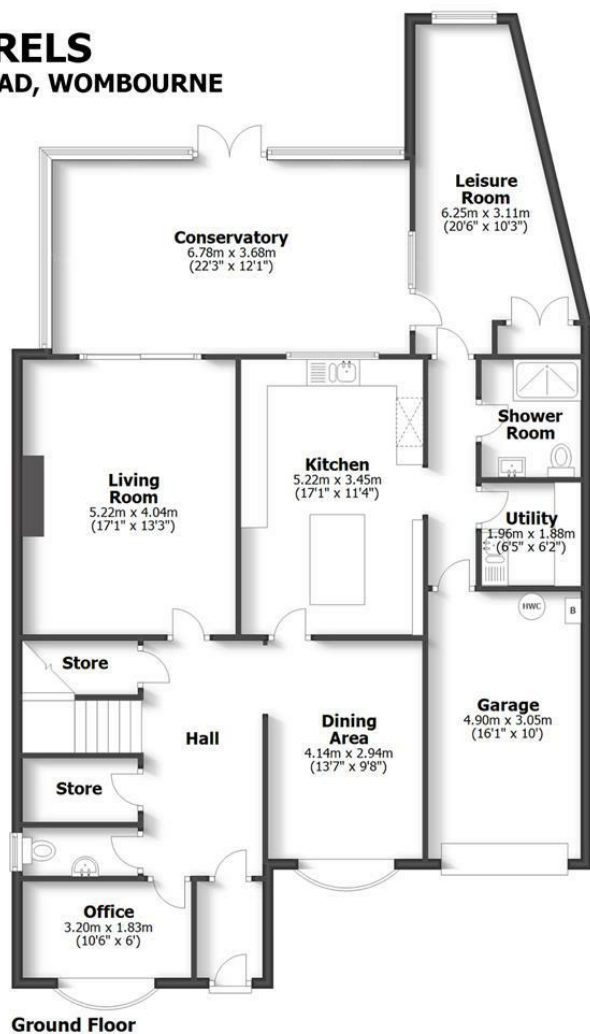 RELS
AD, WOMBOURNE
Leisure
Room
6.25m x 3.11m
(20'6" x 10'3")
Conservatory
6.78m x 3.68m
(22'3" x 12'1")
Shower
Room
Living
Room
5.22m x 4.04m
(17'1" x 13'3")
Kitchen
5.22m x 3.45m
(17'1" x 11'4")
Utility
1.96m x 1.88m
(6'5" x 6'2")
HWC
B
Store
Hall
Dining
Area
4.14m x 2.94m
(13'7" x 9'8")
Garage
4.90m x 3.05m
(16'1" x 10')
Store
Office
3.20m x 1.83m
(10'6" x 6')
Ground Floor